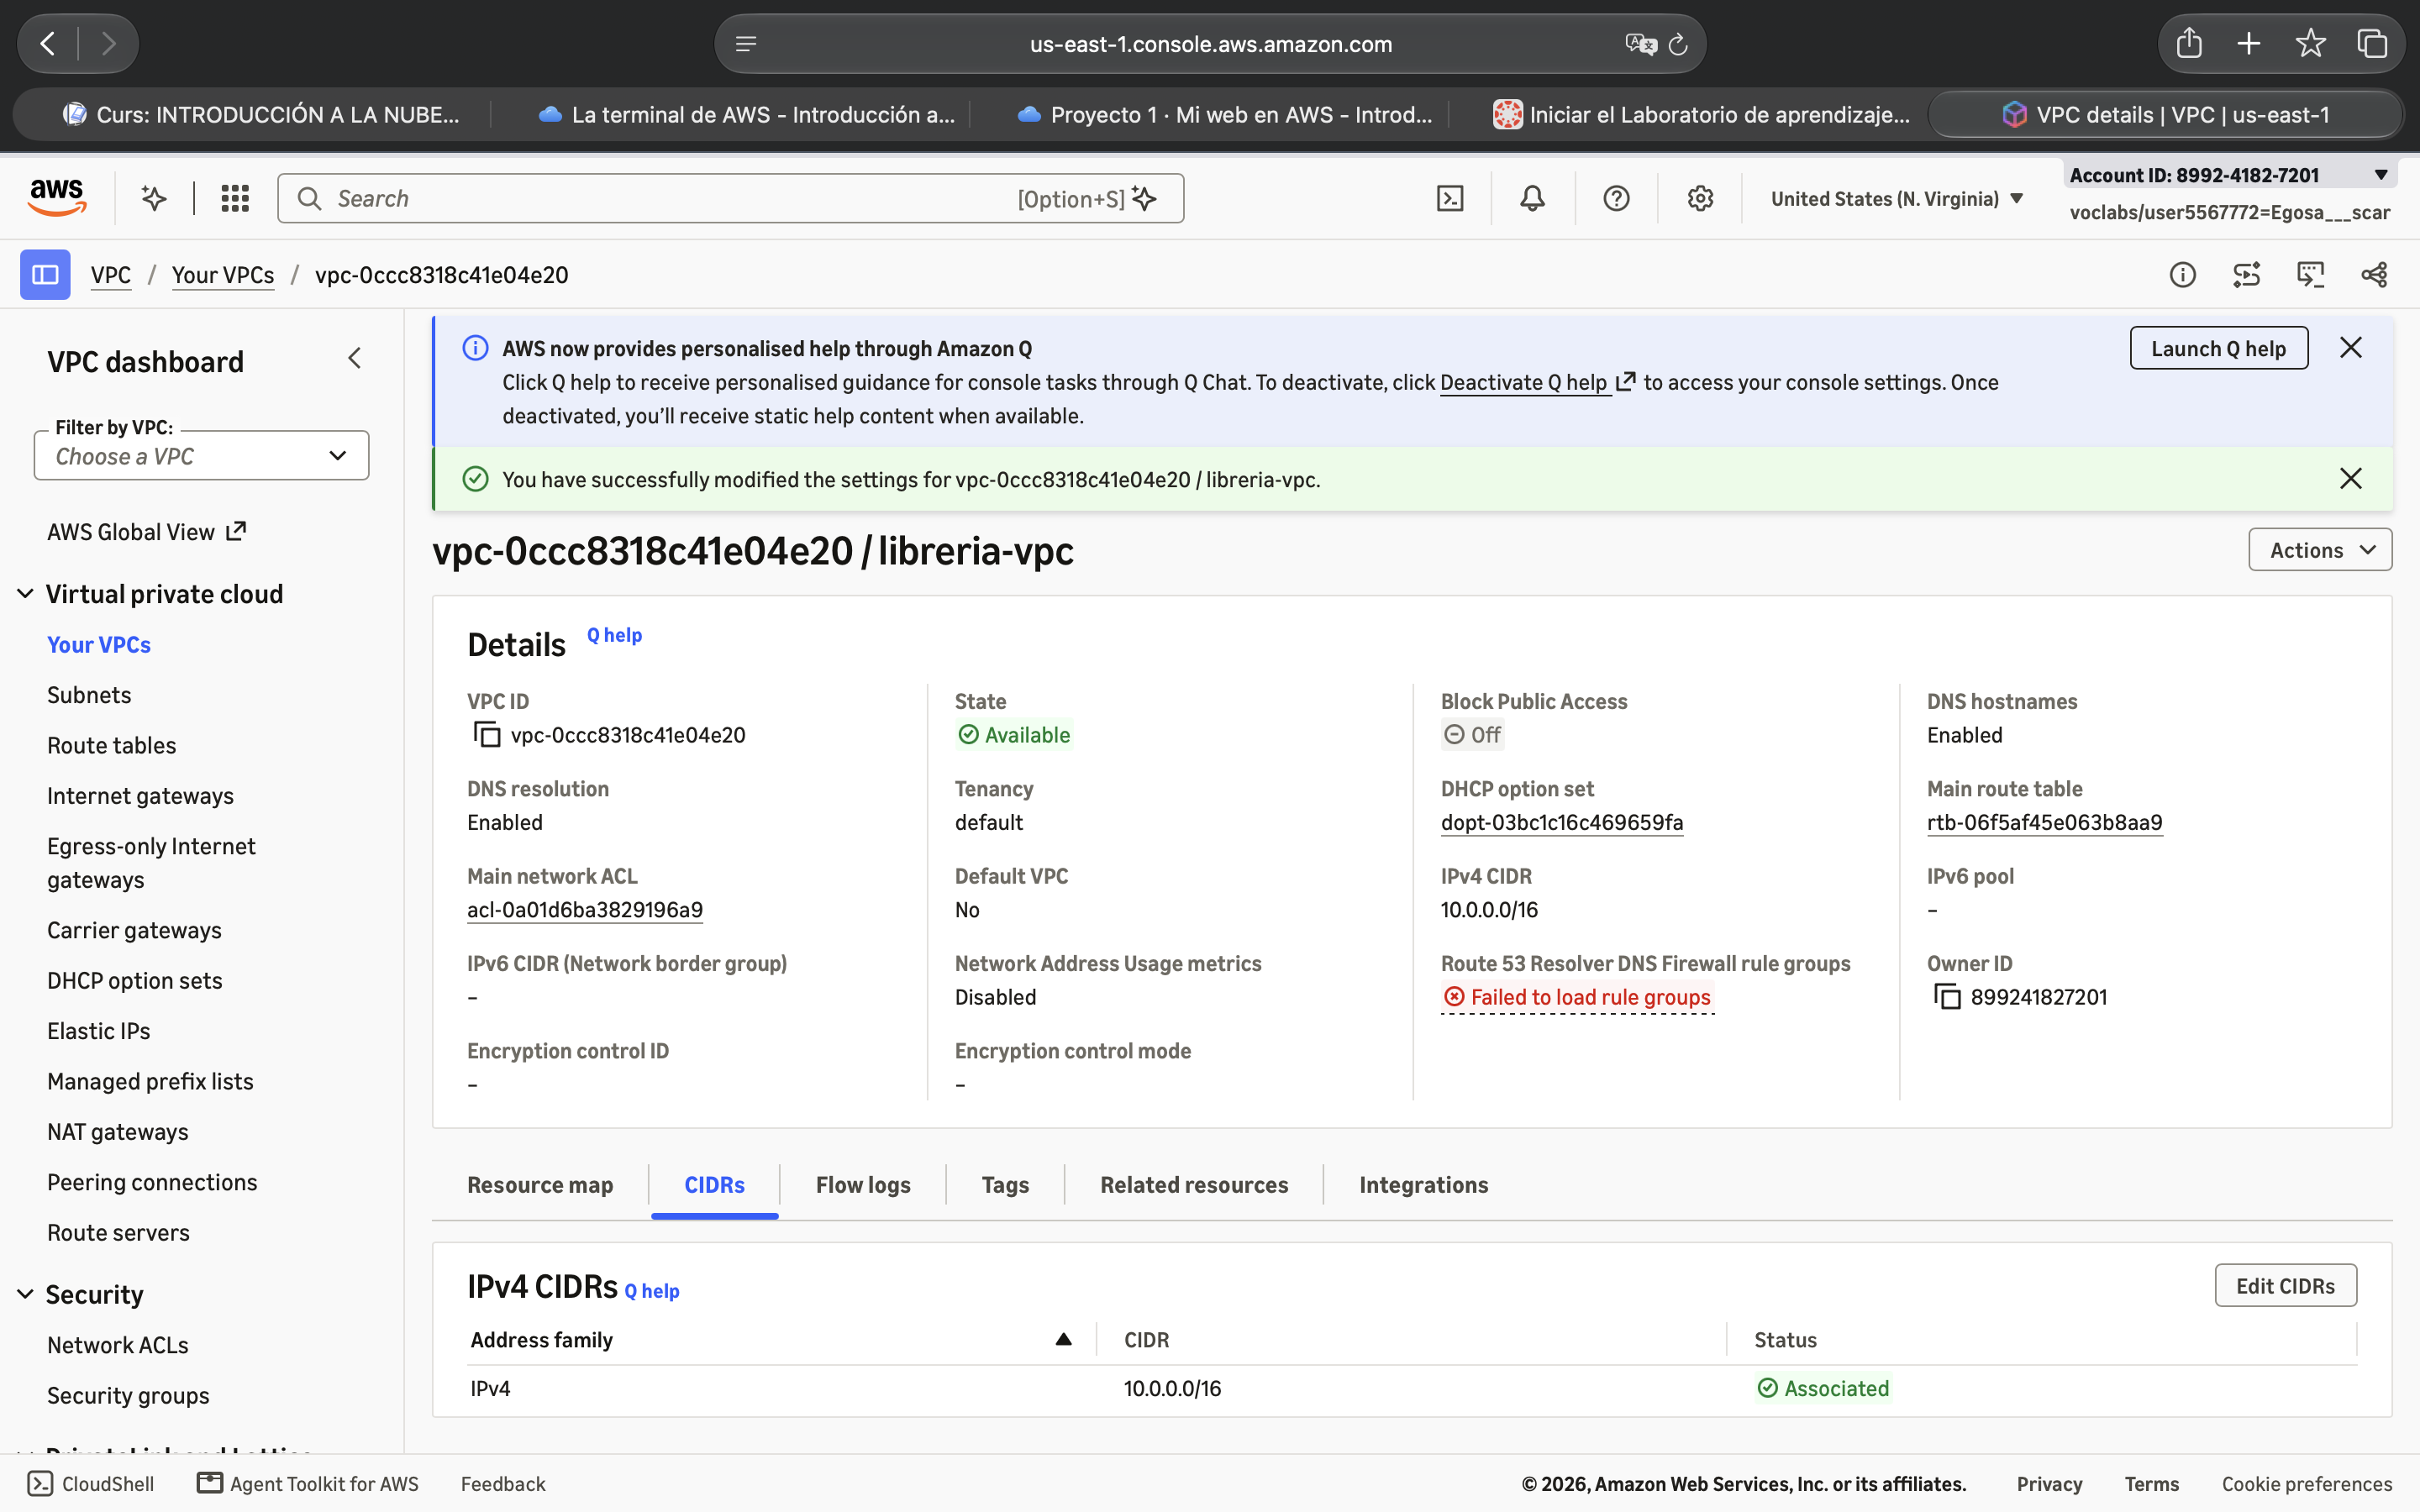 us-east-1.console.aws.amazon.com
Curs: INTRODUCCIÓN A LA NUBE...
La terminal de AWS - Introducción a...
Proyecto 1 · Mi web en AWS - Introd...
Iniciar el Laboratorio de aprendizaje...
VPC details | VPC | us-east-1
aws
Search
[Option+S]
United States (N. Virginia)
Account ID: 8992-4182-7201
voclabs/user5567772=Egosa___scar
VPC / Your VPCs / vpc-0ccc8318c41e04e20
VPC dashboard
Filter by VPC:
Choose a VPC
AWS Global View
Virtual private cloud
Your VPCs
Subnets
Route tables
Internet gateways
Egress-only Internet
gateways
Carrier gateways
DHCP option sets
Elastic IPs
Managed prefix lists
NAT gateways
Peering connections
Route servers
Security
Network ACLs
Security groups
AWS now provides personalised help through Amazon Q
Click Q help to receive personalised guidance for console tasks through Q Chat. To deactivate, click Deactivate Q help to access your console settings. Once
deactivated, you’ll receive static help content when available.
Launch Q help
You have successfully modified the settings for vpc-0ccc8318c41e04e20 / libreria-vpc.
vpc-0ccc8318c41e04e20 / libreria-vpc
Actions
Details Q help
VPC ID
vpc-0ccc8318c41e04e20
State
Available
Block Public Access
Off
DNS hostnames
Enabled
DNS resolution
Enabled
Tenancy
default
DHCP option set
dopt-03bc1c16c469659fa
Main route table
rtb-06f5af45e063b8aa9
Main network ACL
acl-0a01d6ba3829196a9
Default VPC
No
IPv4 CIDR
10.0.0.0/16
IPv6 pool
–
IPv6 CIDR (Network border group)
–
Network Address Usage metrics
Disabled
Route 53 Resolver DNS Firewall rule groups
Failed to load rule groups
Owner ID
899241827201
Encryption control ID
–
Encryption control mode
–
Resource map
CIDRs
Flow logs
Tags
Related resources
Integrations
IPv4 CIDRs Q help
Edit CIDRs
Address family
CIDR
Status
IPv4
10.0.0.0/16
Associated
CloudShell
Agent Toolkit for AWS
Feedback
© 2026, Amazon Web Services, Inc. or its affiliates.
Privacy
Terms
Cookie preferences